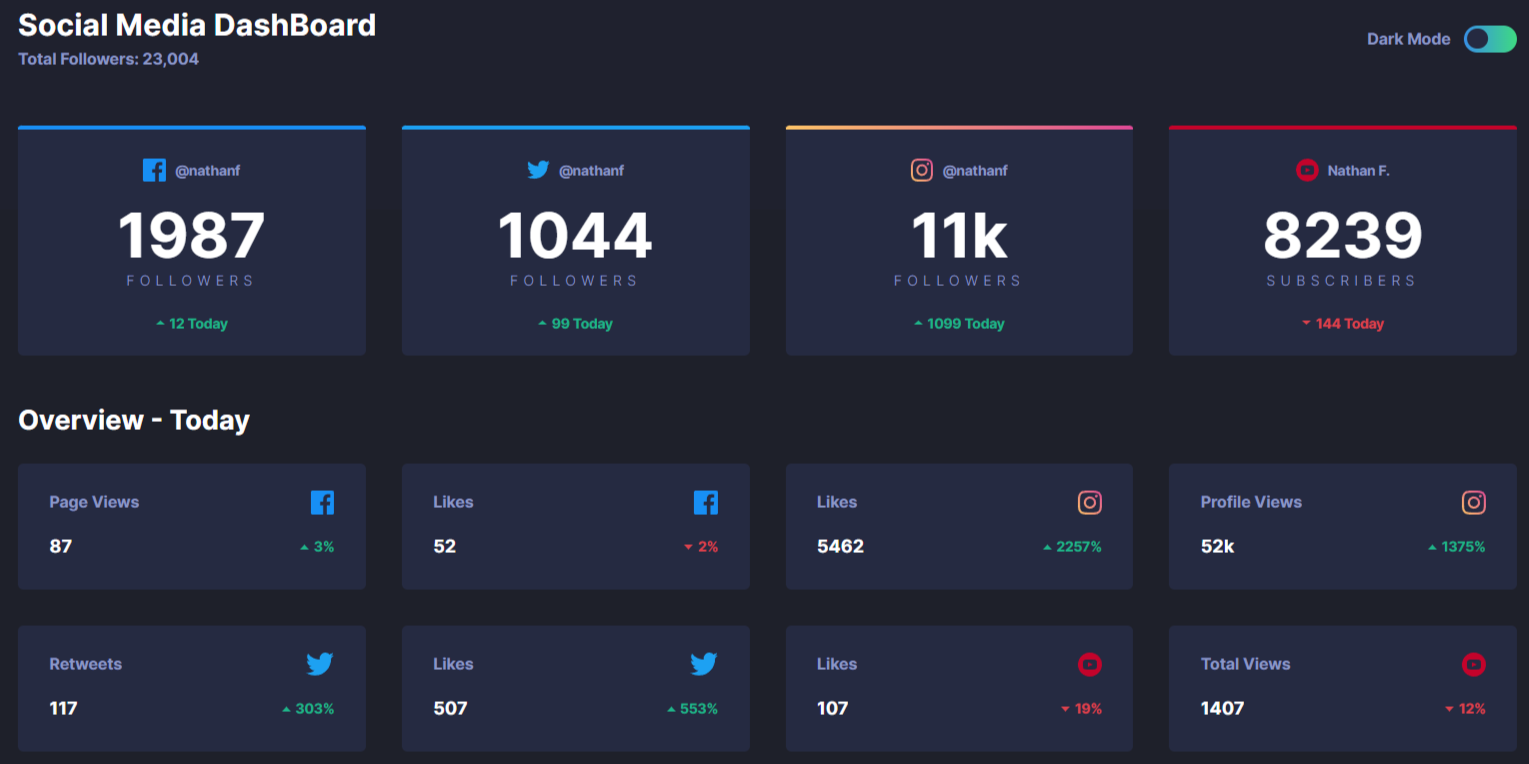 Social Media DashBoard
Total Followers: 23,004
Dark Mode
@nathanf
1987
FOLLOWERS
12 Today
@nathanf
1044
FOLLOWERS
99 Today
@nathanf
11k
FOLLOWERS
1099 Today
Nathan F.
8239
SUBSCRIBERS
144 Today
Overview - Today
Page Views
87
3%
Likes
52
2%
Likes
5462
2257%
Profile Views
52k
1375%
Retweets
117
303%
Likes
507
553%
Likes
107
19%
Total Views
1407
12%